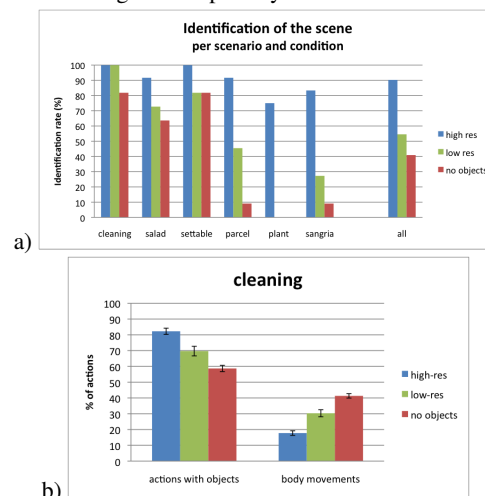 Identification of the scene
per scenario and condition
Identification rate (%)
100
90
80
70
60
50
40
30
20
10
0
cleaning salad settable parcel plant sangria all
high res
low res
no objects
a)
cleaning
% of actions
100
90
80
70
60
50
40
30
20
10
0
actions with objects body movements
high-res
low-res
no objects
b)